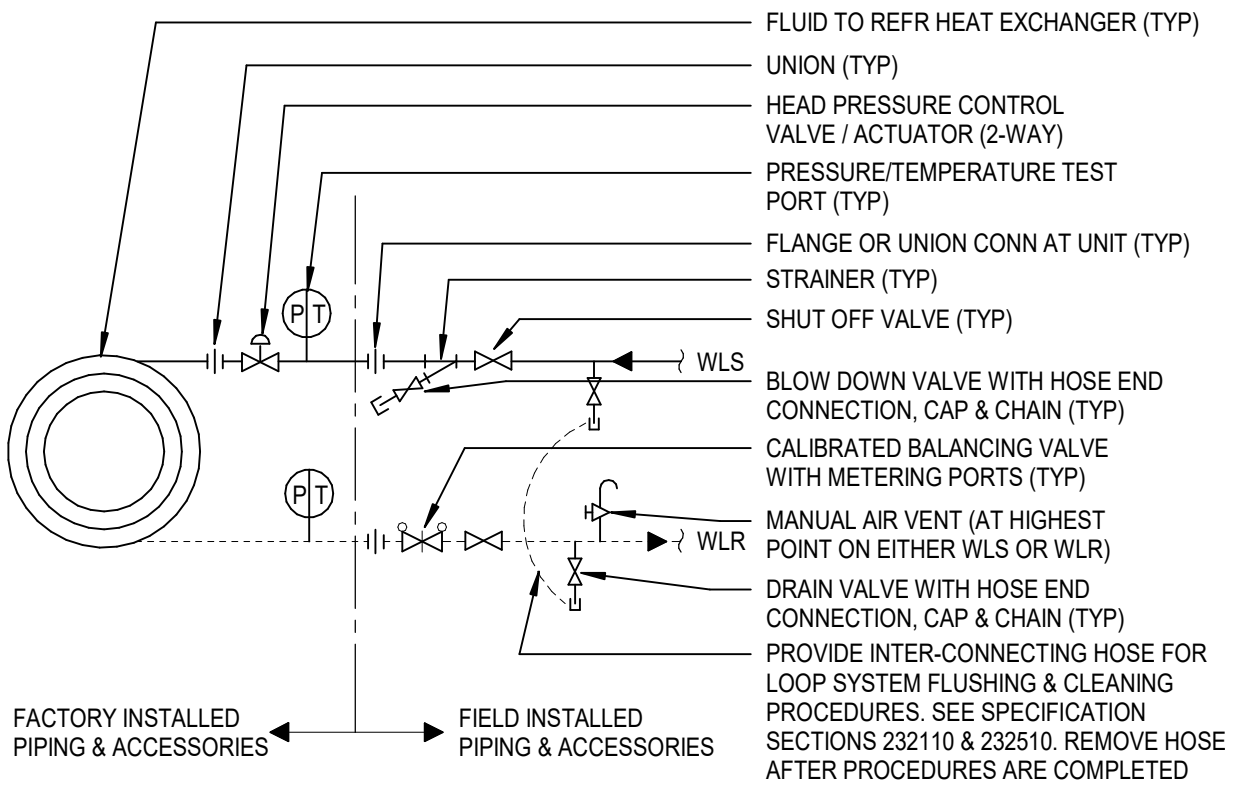 FLUID TO REFR HEAT EXCHANGER (TYP)
UNION (TYP)
HEAD PRESSURE CONTROL
VALVE / ACTUATOR (2-WAY)
PRESSURE/TEMPERATURE TEST
PORT (TYP)
FLANGE OR UNION CONN AT UNIT (TYP)
STRAINER (TYP)
SHUT OFF VALVE (TYP)
P T
WLS
BLOW DOWN VALVE WITH HOSE END
CONNECTION, CAP & CHAIN (TYP)
CALIBRATED BALANCING VALVE
WITH METERING PORTS (TYP)
P T
MANUAL AIR VENT (AT HIGHEST
POINT ON EITHER WLS OR WLR)
WLR
DRAIN VALVE WITH HOSE END
CONNECTION, CAP & CHAIN (TYP)
PROVIDE INTER-CONNECTING HOSE FOR
LOOP SYSTEM FLUSHING & CLEANING
PROCEDURES. SEE SPECIFICATION
SECTIONS 232110 & 232510. REMOVE HOSE
AFTER PROCEDURES ARE COMPLETED
FACTORY INSTALLED
PIPING & ACCESSORIES
FIELD INSTALLED
PIPING & ACCESSORIES